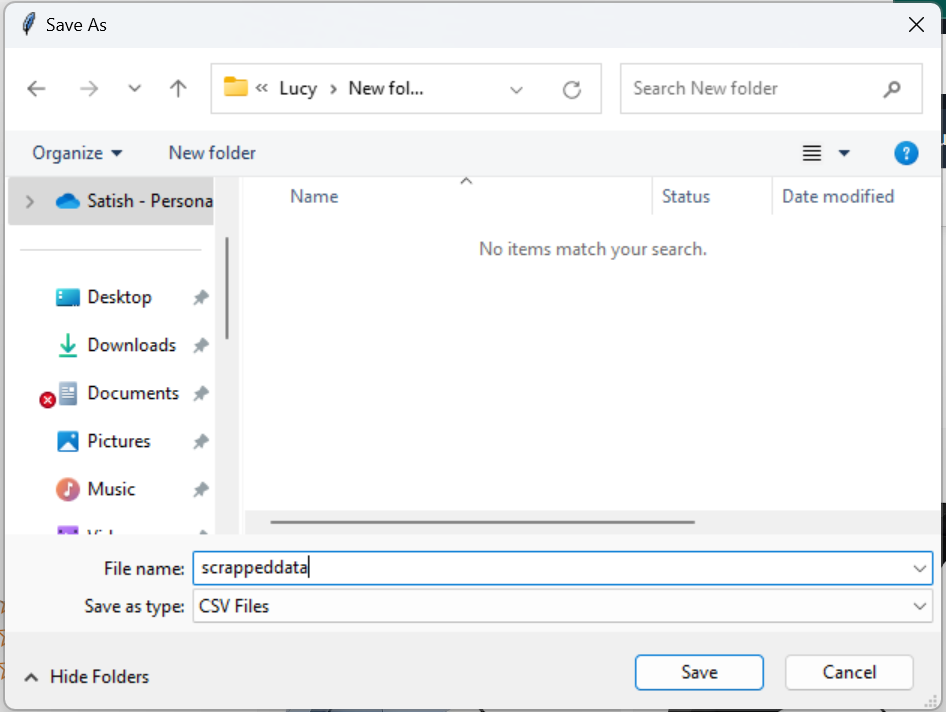 Save As
« Lucy › New fol...
Search New folder
Organize
New folder
?
Name
Status
Date modified
Satish - Persona
No items match your search.
Desktop
Downloads
Documents
Pictures
Music
File name: scrappeddata
Save as type: CSV Files
Hide Folders
Save
Cancel